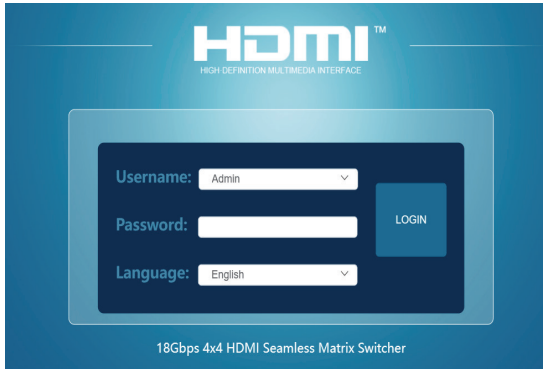 HDMI™
HIGH-DEFINITION MULTIMEDIA INTERFACE
Username: Admin
Password:
LOGIN
Language: English
18Gbps 4x4 HDMI Seamless Matrix Switcher